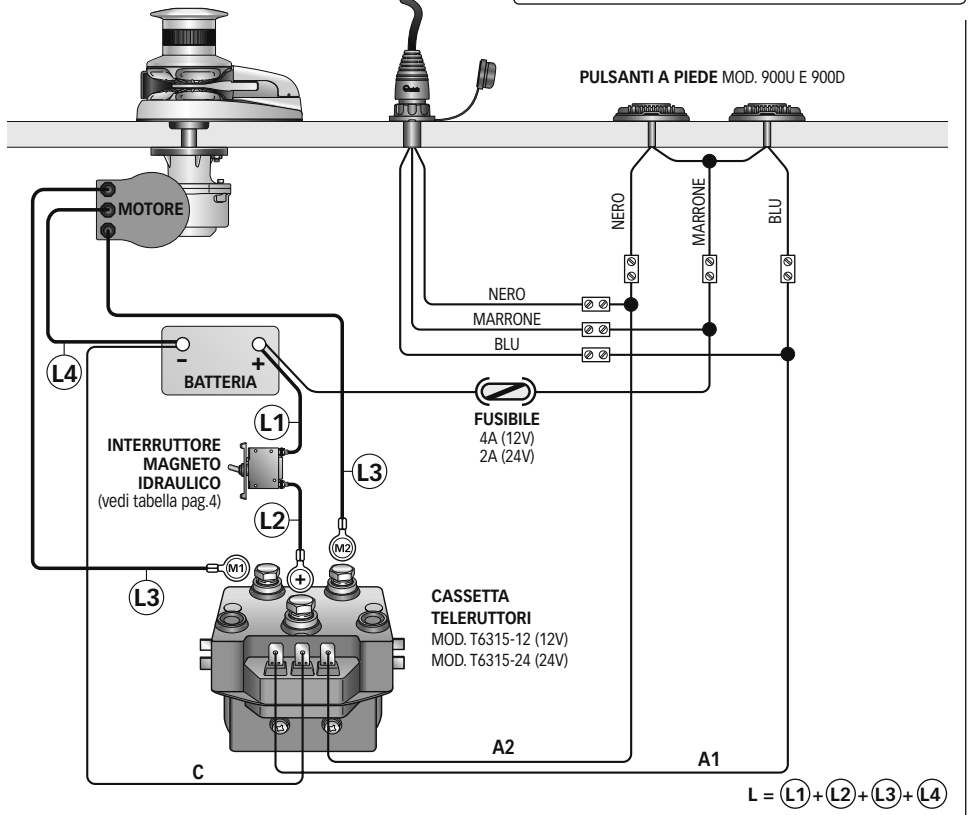 Quick
PULSANTI A PIEDE MOD. 900U E 900D
MOTORE
NERO
MARRONE
BLU
NERO
MARRONE
BLU
L4
-
+
BATTERIA
L1
FUSIBILE
4A (12V)
2A (24V)
INTERRUTTORE
MAGNETO
IDRAULICO
(vedi tabella pag.4)
L3
L2
M2
M1
+
L3
CASSETTA
TELERUTTORI
MOD. T6315-12 (12V)
MOD. T6315-24 (24V)
A2
A1
C
L = L1+L2+L3+L4